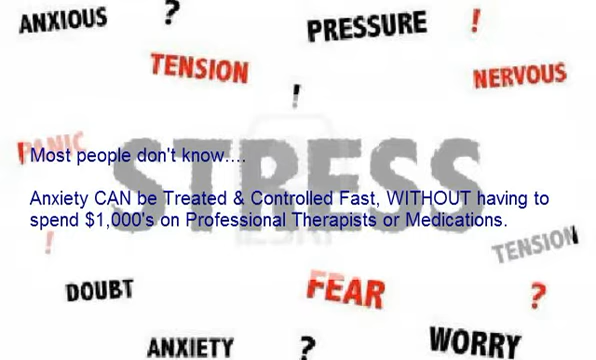 ANXIOUS ?
PRESSURE !
TENSION
NERVOUS
!
PANIC
!
STRESS
Most people don't know....
Anxiety CAN be Treated & Controlled Fast, WITHOUT having to
spend $1,000's on Professional Therapists or Medications.
TENSION
!
DOUBT
FEAR
?
ANXIETY ?
WORRY